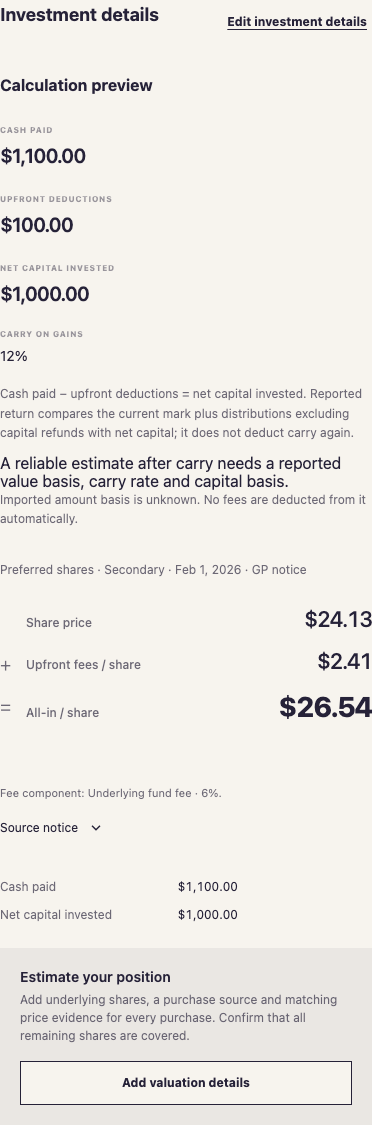 Investment details
Edit investment details
Calculation preview
CASH PAID
$1,100.00
UPFRONT DEDUCTIONS
$100.00
NET CAPITAL INVESTED
$1,000.00
CARRY ON GAINS
12%
Cash paid − upfront deductions = net capital invested. Reported
return compares the current mark plus distributions excluding
capital refunds with net capital; it does not deduct carry again.
A reliable estimate after carry needs a reported
value basis, carry rate and capital basis.
Imported amount basis is unknown. No fees are deducted from it
automatically.
Preferred shares · Secondary · Feb 1, 2026 · GP notice
Share price $24.13
+ Upfront fees / share $2.41
= All-in / share $26.54
Fee component: Underlying fund fee · 6%.
Source notice
Cash paid $1,100.00
Net capital invested $1,000.00
Estimate your position
Add underlying shares, a purchase source and matching
price evidence for every purchase. Confirm that all
remaining shares are covered.
Add valuation details